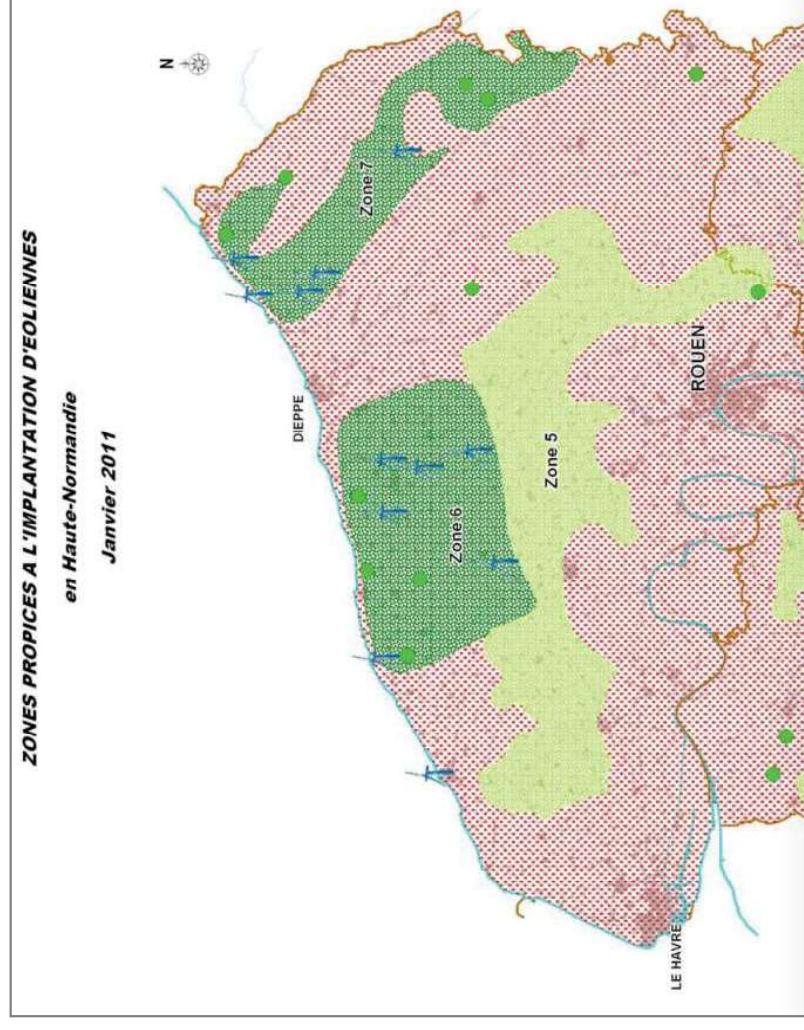 ZONES PROPICES A L'IMPLANTATION D'EOLIENNES
en Haute-Normandie
Janvier 2011
N
DIEPPE
Zone 7
Zone 6
Zone 5
ROUEN
LE HAVRE